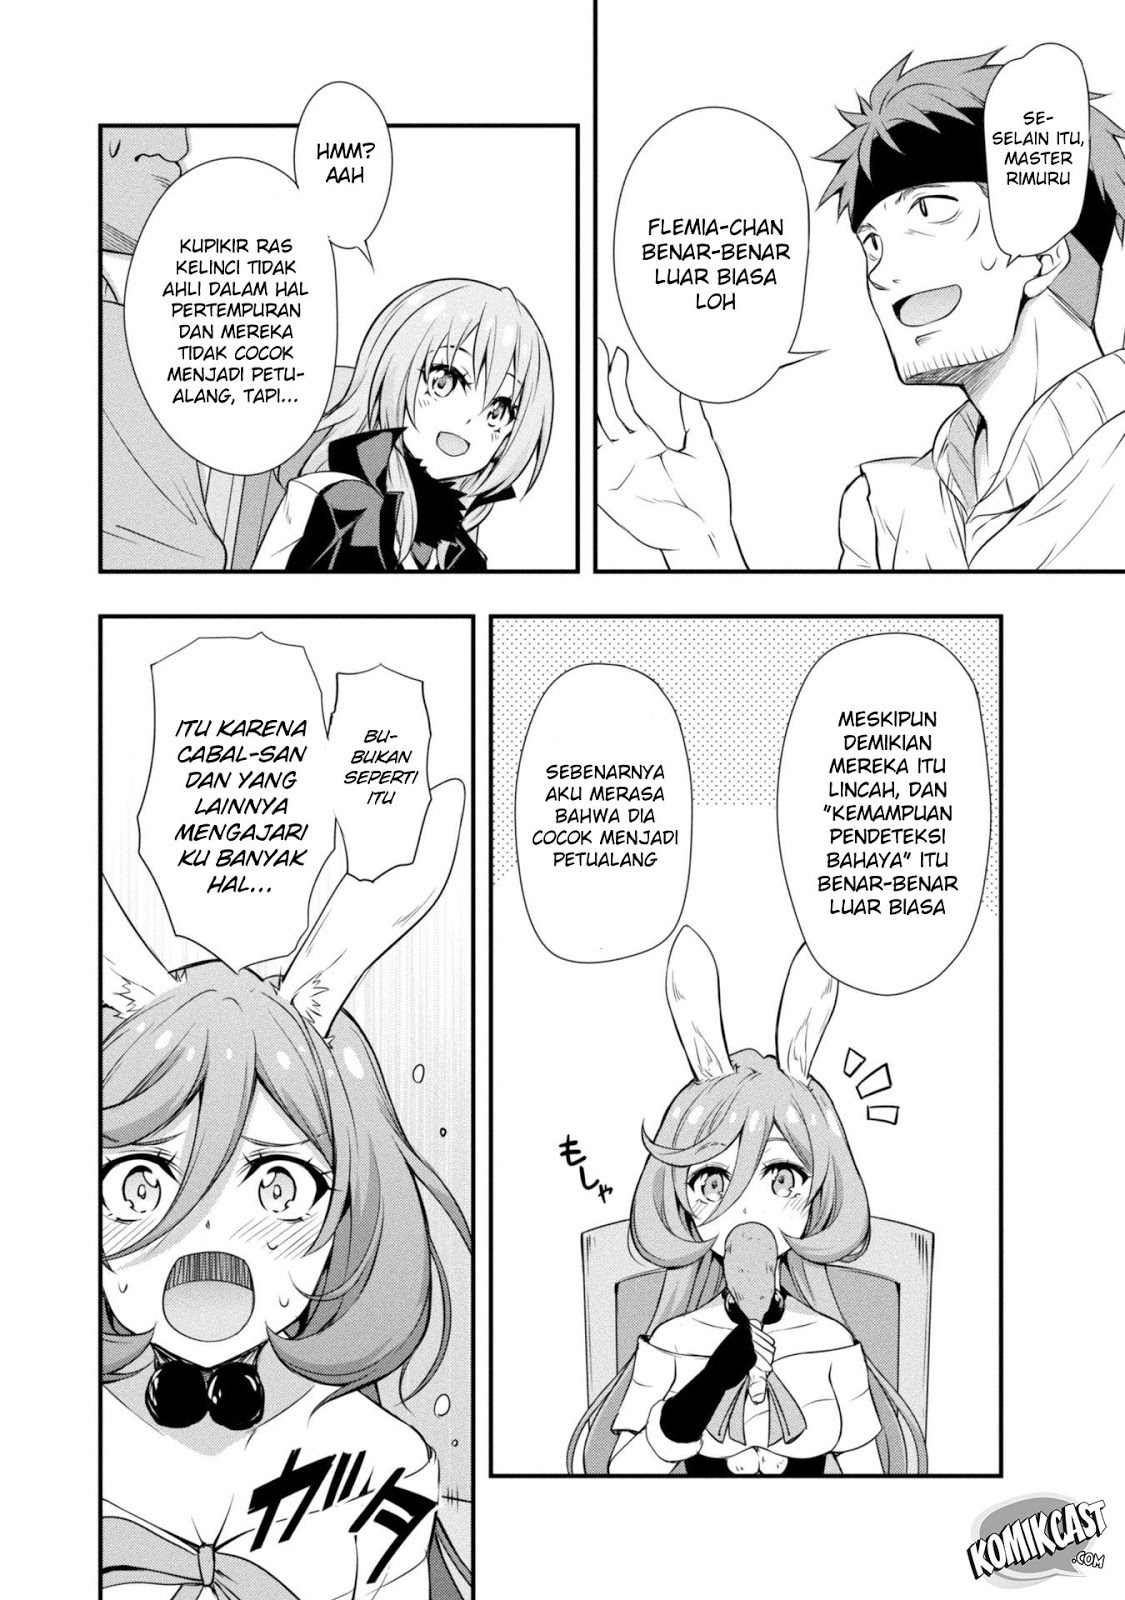 SE-
SELAIN ITU,
MASTER
RIMURU
FLEMIA-CHAN
BENAR-BENAR
LUAR BIASA
LOH
HMM?
AAH
KUPIKIR RAS
KELINCI TIDAK
AHLI DALAM HAL
PERTEMPURAN
DAN MEREKA
TIDAK COCOK
MENJADI PETU-
ALANG, TAPI...
MESKIPUN
DEMIKIAN
MEREKA ITU
LINCAH, DAN
"KEMAMPUAN
PENDETEKSI
BAHAYA" ITU
BENAR-BENAR
LUAR BIASA
SEBENARNYA
AKU MERASA
BAHWA DIA
COCOK MENJADI
PETUALANG
もしゃ
BU-
BUKAN
SEPERTI
ITU
ITU KARENA
CABAL-SAN
DAN YANG
LAINNYA
MENGAJARI
KU BANYAK
HAL...
ガタ
KOMIKCAST
.COM